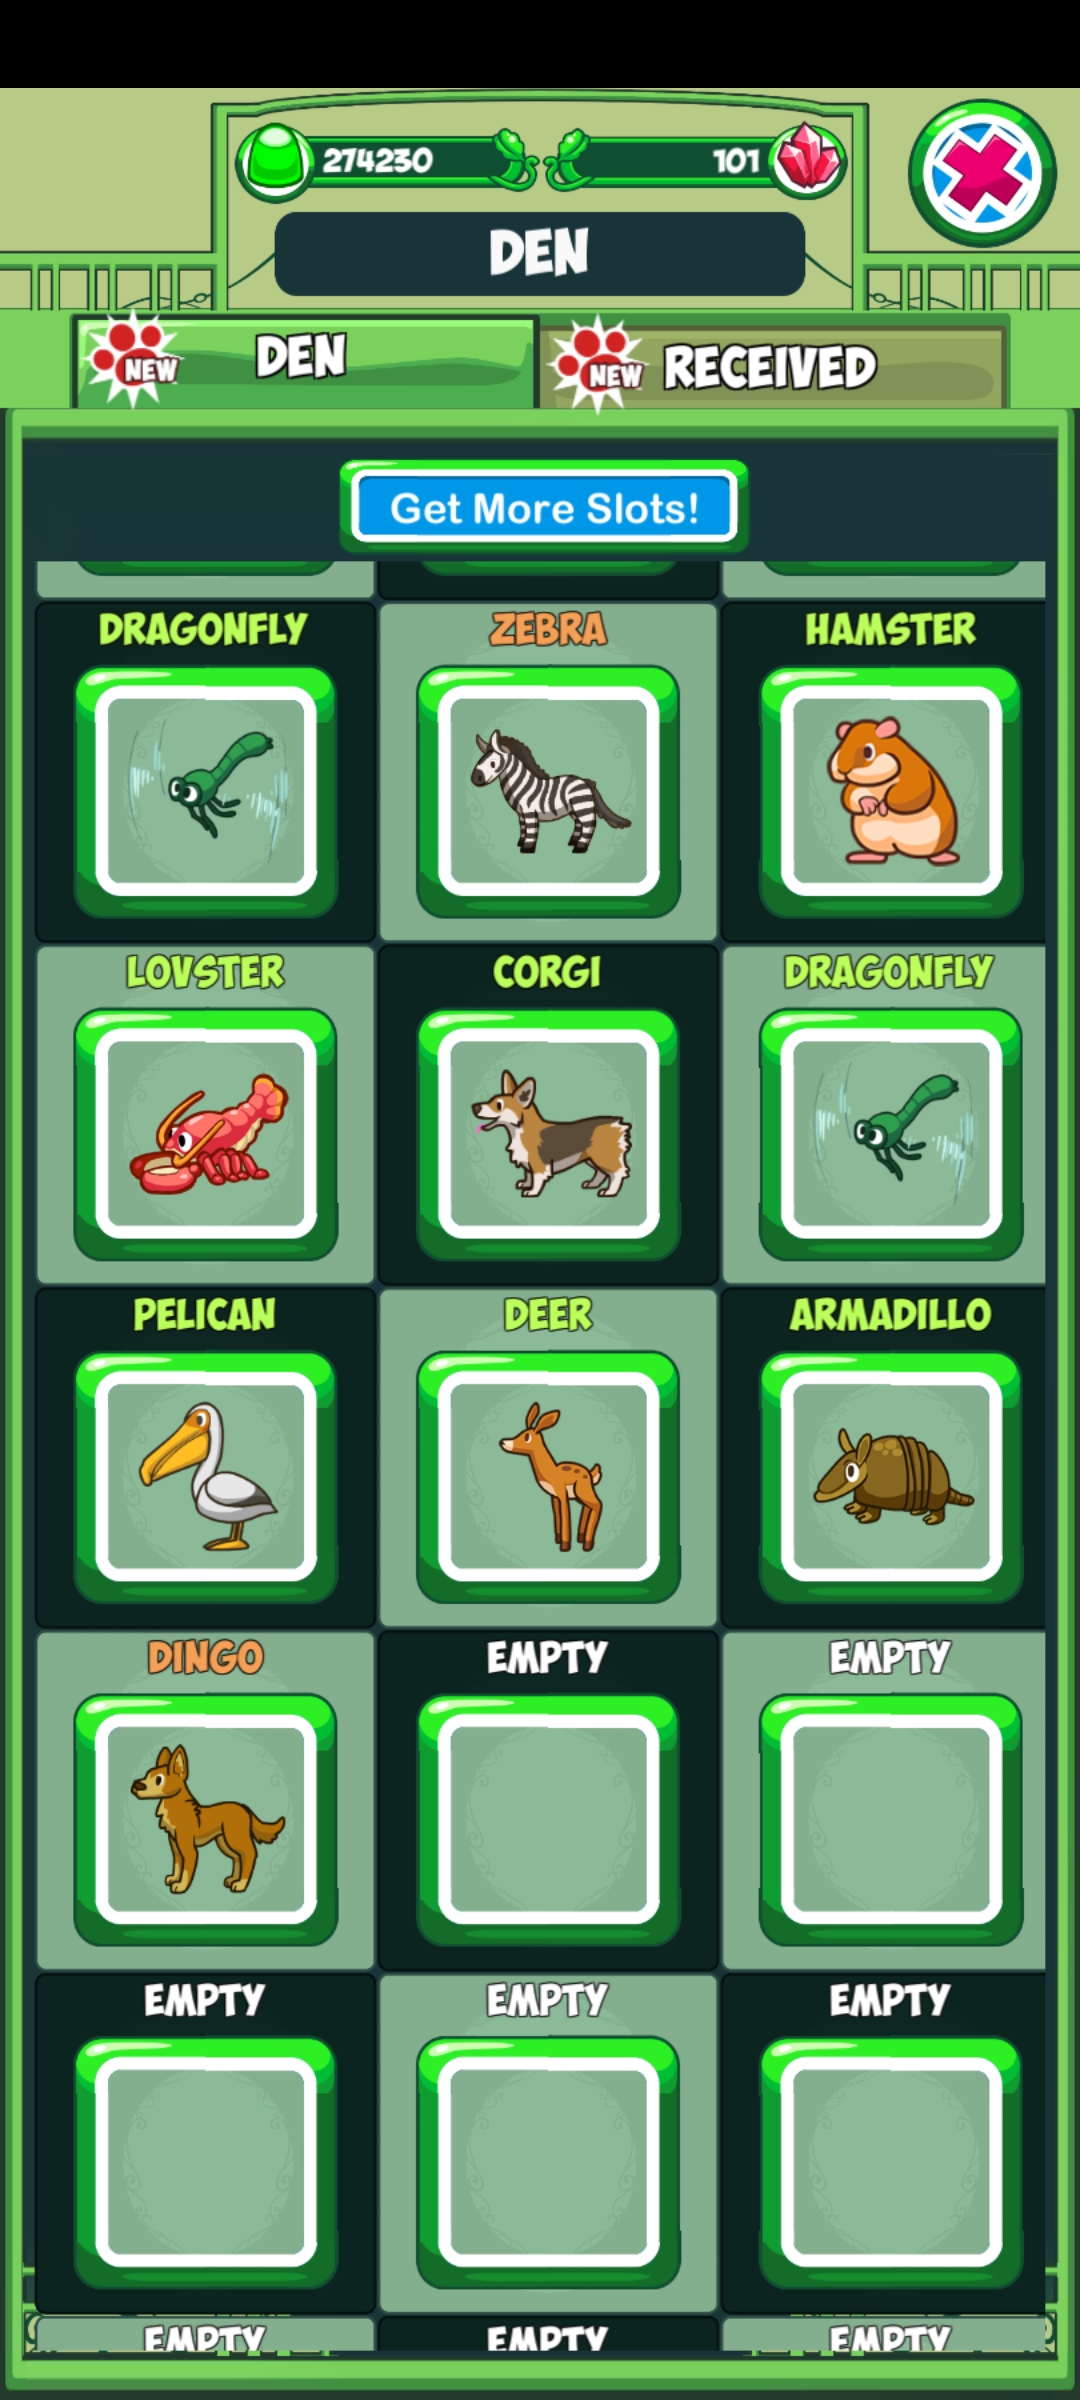 274230 101
DEN
NEW DEN NEW RECEIVED
Get More Slots!
DRAGONFLY ZEBRA HAMSTER
LOVSTER CORGI DRAGONFLY
PELICAN DEER ARMADILLO
DINGO EMPTY EMPTY
EMPTY EMPTY EMPTY
EMPTY EMPTY EMPTY